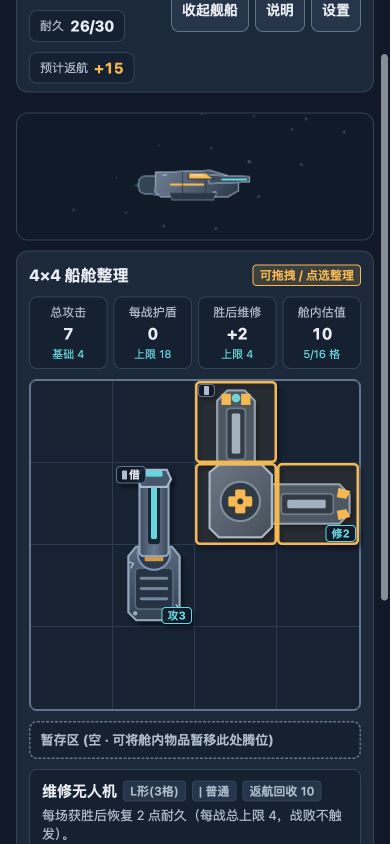 收起舰船
说明
设置
耐久 26/30
预计返航 +15
4×4 船舱整理
可拖拽 / 点选整理
总攻击
7
基础 4
每战护盾
0
上限 18
胜后维修
+2
上限 4
舱内估值
10
5/16 格
借
修2
攻3
暂存区 (空 · 可将舱内物品暂移此处腾位)
维修无人机
L形(3格)
| 普通
返航回收 10
每场获胜后恢复 2 点耐久（每战总上限 4，战败不触
发）。